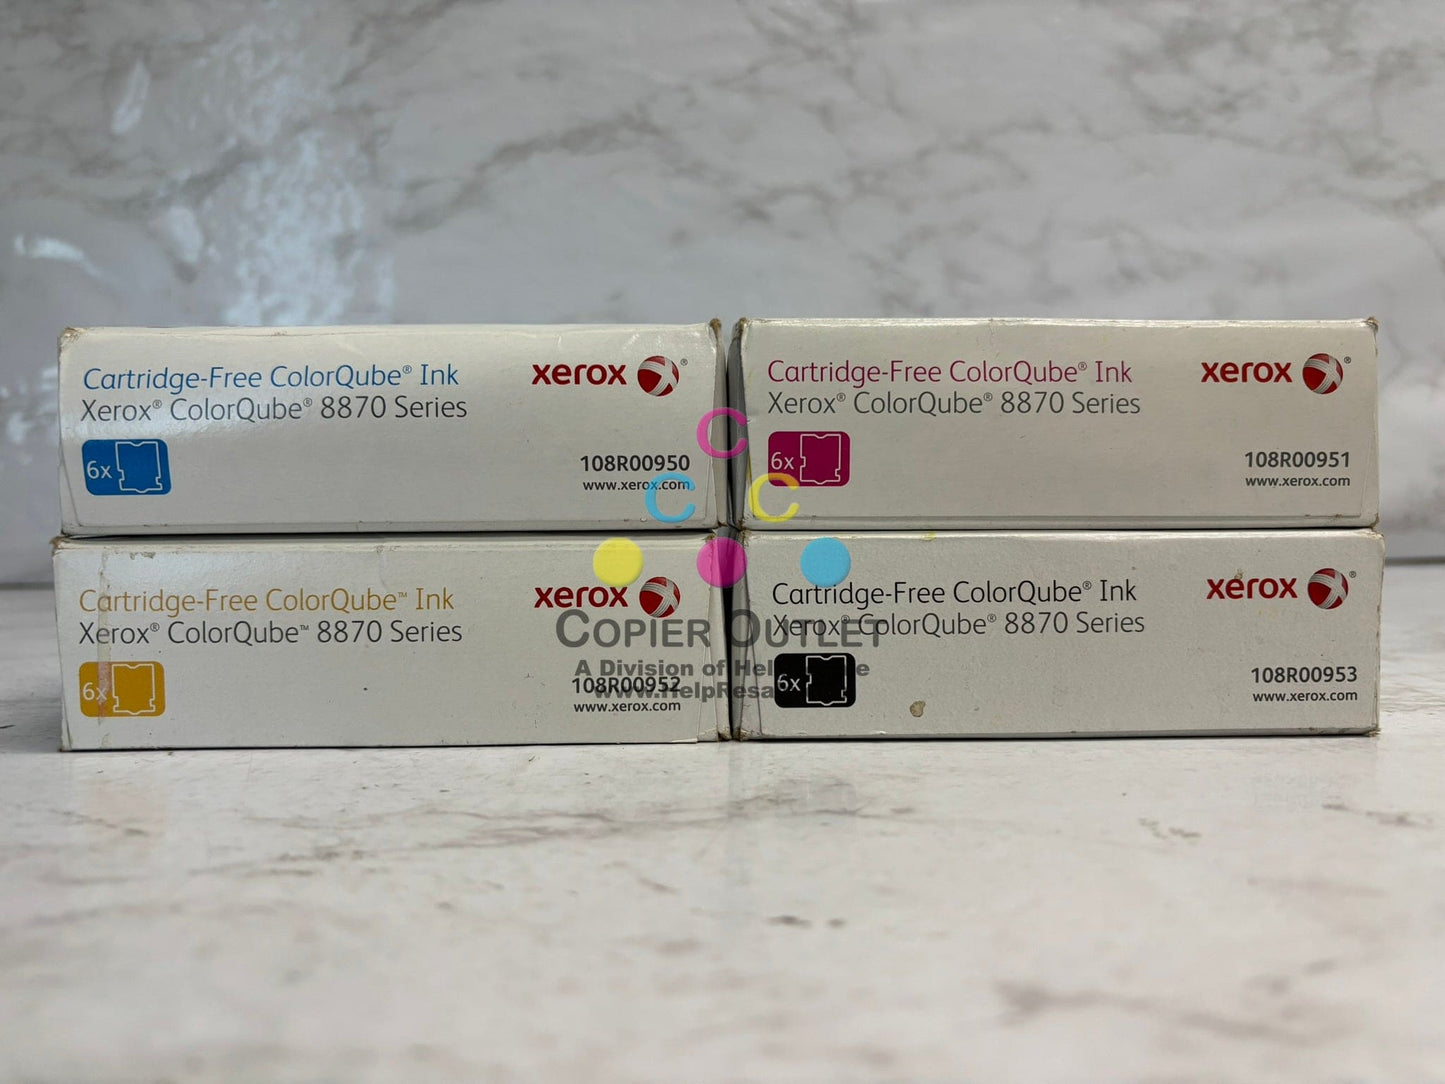 Cartridge-Free ColorQube® Ink
Xerox® ColorQube® 8870 Series
xerox®
6x
108R00950
www.xerox.com
Cartridge-Free ColorQube® Ink
Xerox® ColorQube® 8870 Series
xerox®
6x
108R00951
www.xerox.com
Cartridge-Free ColorQube™ Ink
Xerox® ColorQube™ 8870 Series
xerox
6x
108R00952
www.xerox.com
Cartridge-Free ColorQube® Ink
Xerox® ColorQube® 8870 Series
xerox®
6x
108R00953
www.xerox.com
C
C C
COPIER OUTLET
A Division of